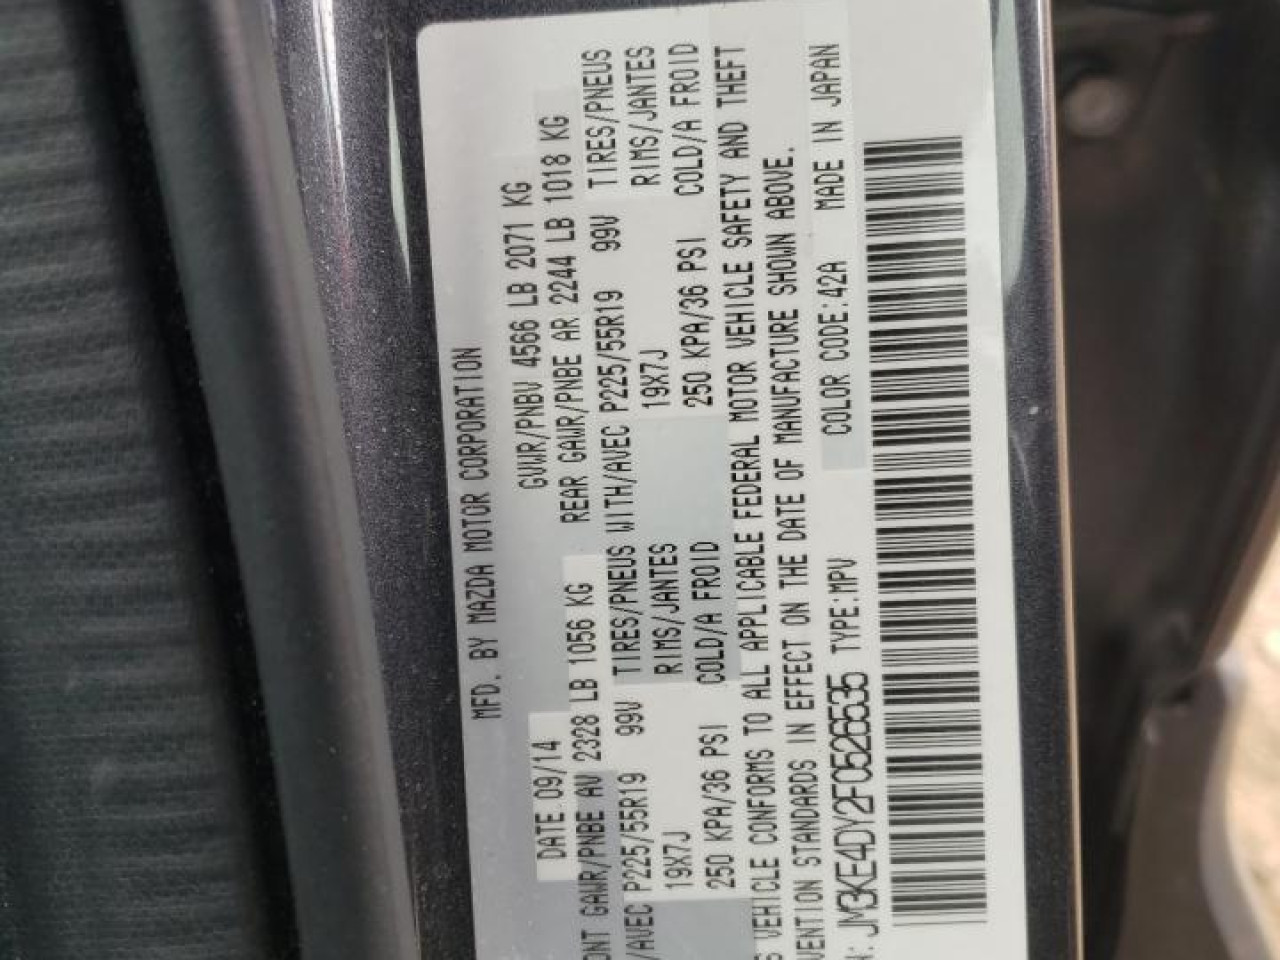 MFD. BY MAZDA MOTOR CORPORATION
DATE 09/14 GVWR/PNBV 4566 LB 2071 KG
GAWR/PNBE AV 2328 LB 1056 KG REAR GAWR/PNBE AR 2244 LB 1018 KG
/AVEC P225/55R19 99V TIRES/PNEUS WITH/AVEC P225/55R19 99V TIRES/PNEUS
19X7J RIMS/JANTES 19X7J RIMS/JANTES
250 KPA/36 PSI COLD/A FROID 250 KPA/36 PSI COLD/A FROID
VEHICLE CONFORMS TO ALL APPLICABLE FEDERAL MOTOR VEHICLE SAFETY AND THEFT
VENTION STANDARDS IN EFFECT ON THE DATE OF MANUFACTURE SHOWN ABOVE.
JM3KE4DY2F0526535 TYPE:MPV COLOR CODE:42A MADE IN JAPAN